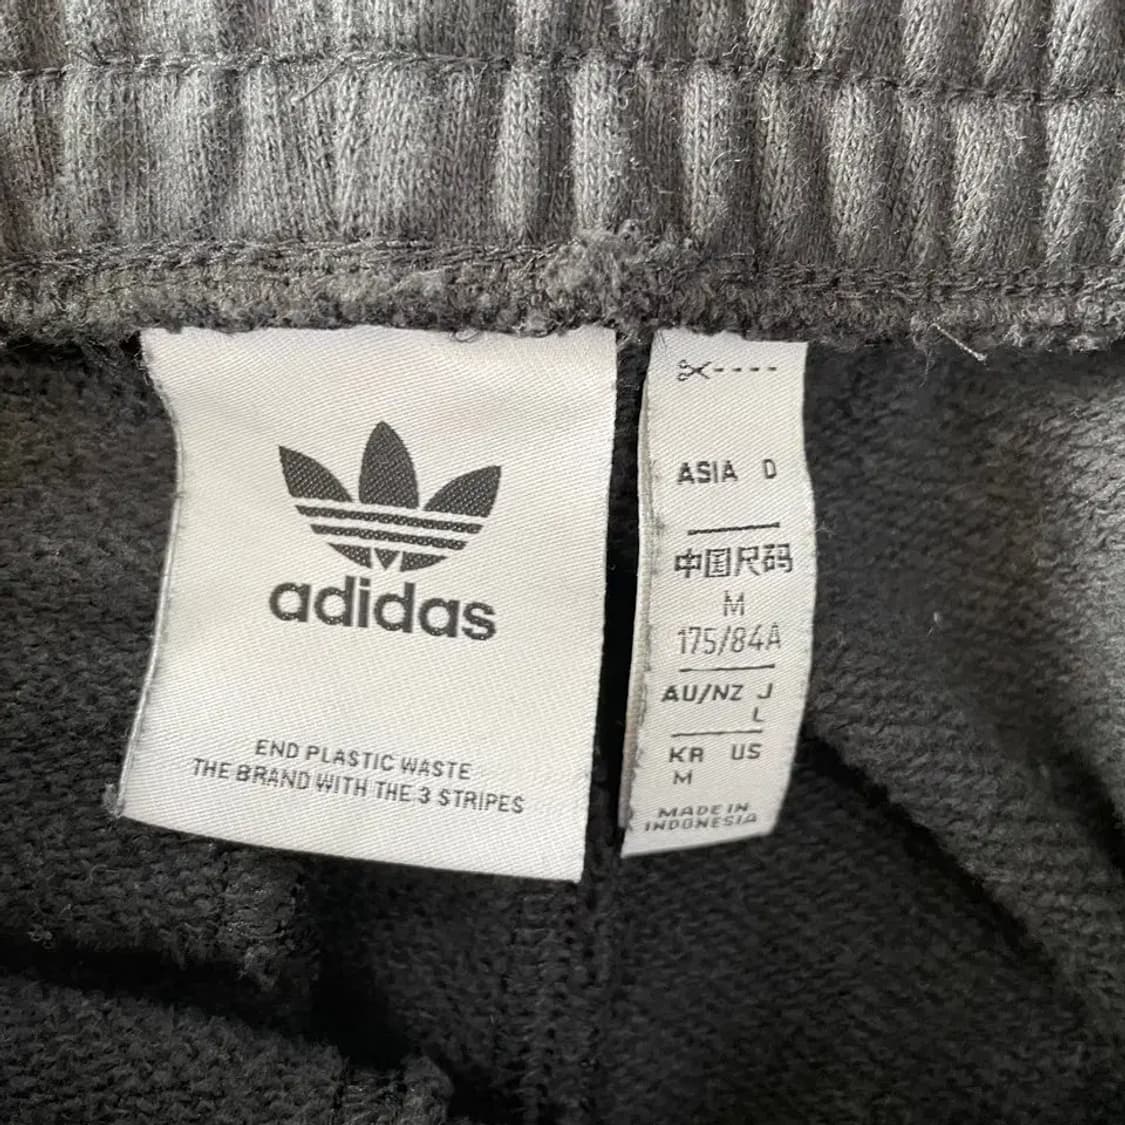 adidas
END PLASTIC WASTE
THE BRAND WITH THE 3 STRIPES
ASIA D
中国尺码
M
175/84A
AU/NZ J
L
KR US
M
MADE IN
INDONESIA